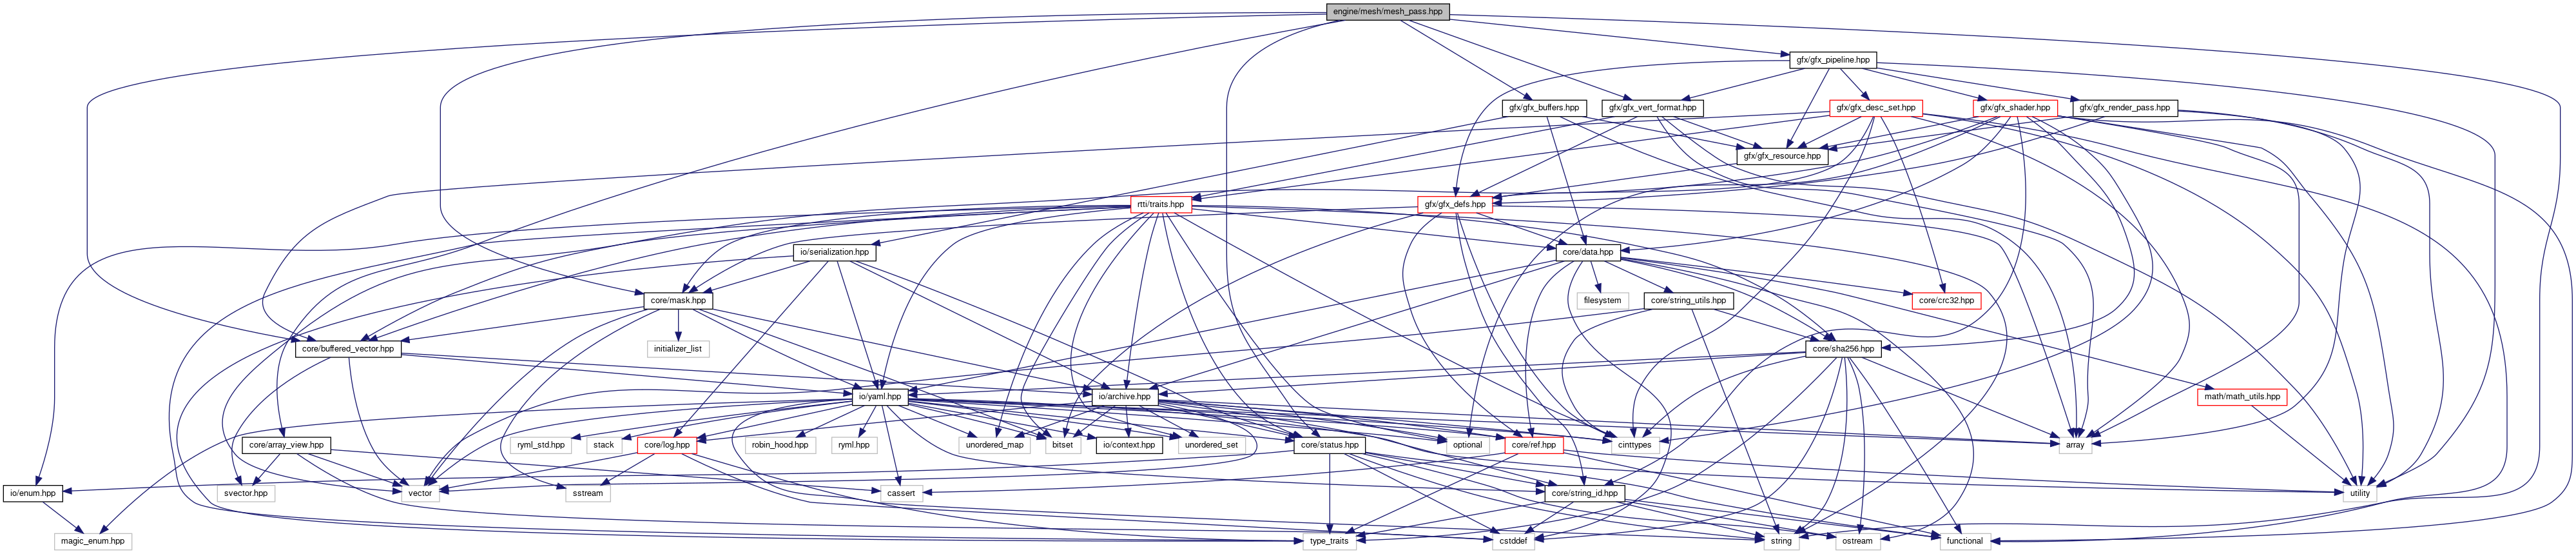 engine/mesh/mesh_pass.hpp
gfx/gfx_pipeline.hpp
gfx/gfx_buffers.hpp
gfx/gfx_vert_format.hpp
gfx/gfx_desc_set.hpp
gfx/gfx_shader.hpp
gfx/gfx_render_pass.hpp
gfx/gfx_resource.hpp
rtti/traits.hpp
gfx/gfx_defs.hpp
io/serialization.hpp
core/data.hpp
core/mask.hpp
filesystem
core/string_utils.hpp
core/crc32.hpp
core/buffered_vector.hpp
initializer_list
core/sha256.hpp
io/yaml.hpp
io/archive.hpp
math/math_utils.hpp
core/array_view.hpp
ryml_std.hpp
stack
core/log.hpp
robin_hood.hpp
ryml.hpp
unordered_map
bitset
io/context.hpp
unordered_set
core/status.hpp
optional
core/ref.hpp
cinttypes
array
io/enum.hpp
svector.hpp
vector
sstream
cassert
core/string_id.hpp
utility
magic_enum.hpp
type_traits
cstddef
string
ostream
functional